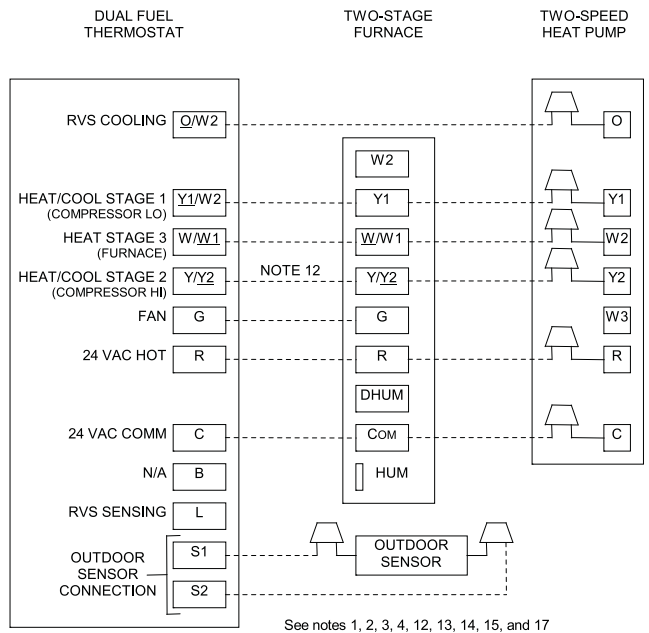 DUAL FUEL
THERMOSTAT
TWO-STAGE
FURNACE
TWO-SPEED
HEAT PUMP
RVS COOLING O/W2 O
W2
HEAT/COOL STAGE 1 Y1/W2 Y1 Y1
(COMPRESSOR LO)
HEAT STAGE 3 W/W1 W/W1 W2
(FURNACE)
HEAT/COOL STAGE 2 Y/Y2 NOTE 12 Y/Y2 Y2
(COMPRESSOR HI)
FAN G G W3
24 VAC HOT R R R
DHUM
24 VAC COMM C COM C
N/A B HUM
RVS SENSING L
OUTDOOR
SENSOR
CONNECTION
S1
S2
OUTDOOR
SENSOR
See notes 1, 2, 3, 4, 12, 13, 14, 15, and 17